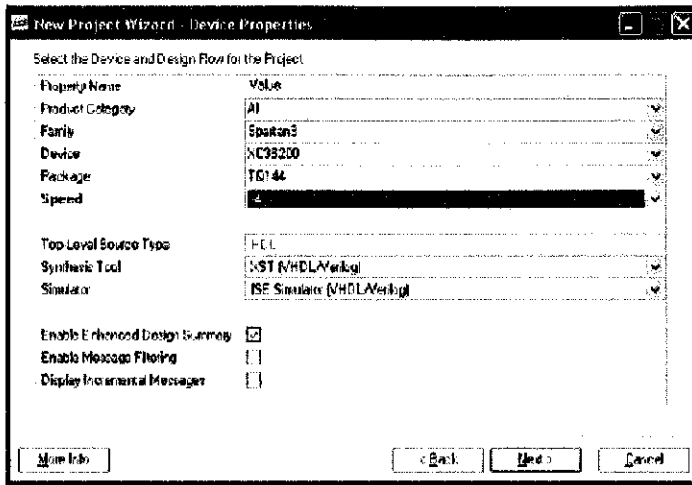 New Project Wizard - Device Properties
Select the Device and Design Flow for the Project
Property Name Value
Product Category All
Family Spartan3
Device XC3S200
Package TQ144
Speed -4
Top-Level Source Type HDL
Synthesis Tool XST (VHDL/Verilog)
Simulator ISE Simulator (VHDL/Verilog)
Enable Enhanced Design Summary
Enable Message Filtering
Display Incremental Messages
More Info < Back Next > Cancel